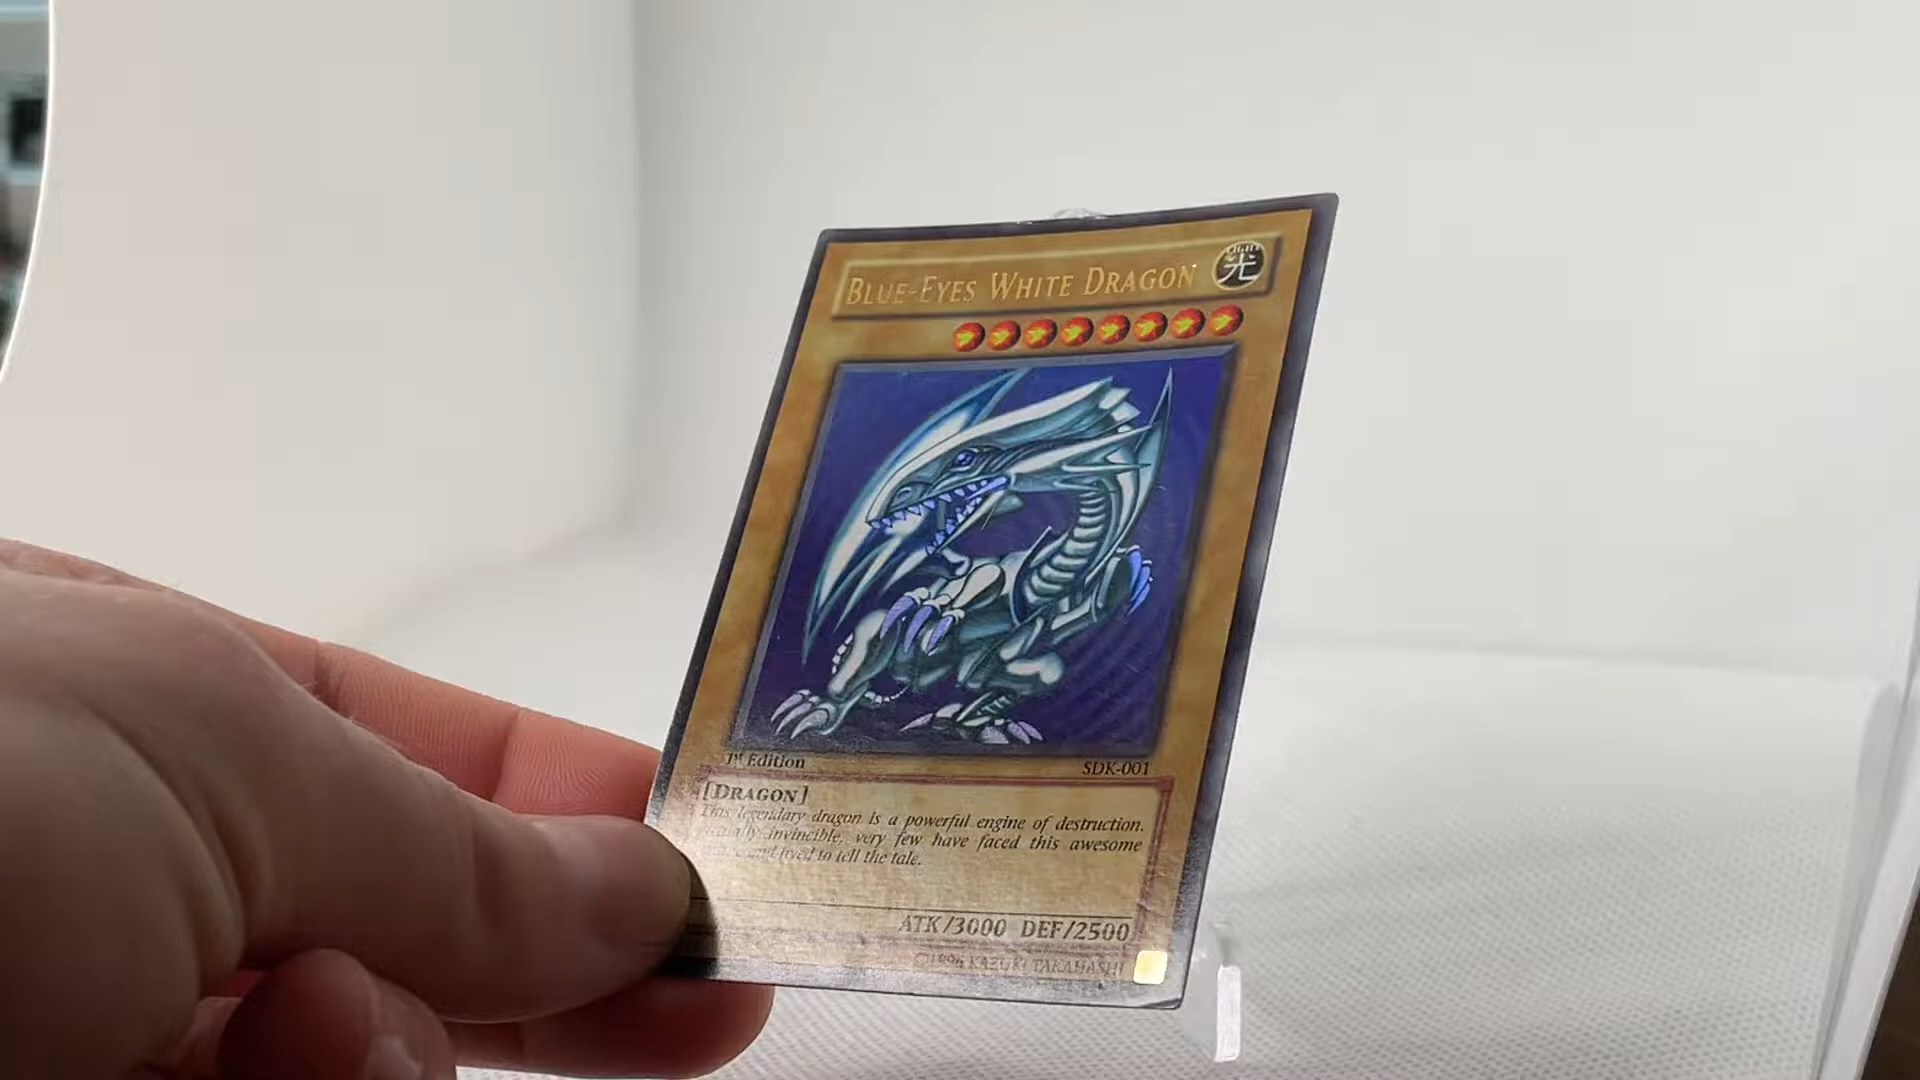 BLUE-EYES WHITE DRAGON
LIGHT
光
1st Edition
SDK-001
[DRAGON]
This legendary dragon is a powerful engine of destruction.
Virtually invincible, very few have faced this awesome
and lived to tell the tale.
ATK/3000 DEF/2500
©1996 KAZUKI TAKAHASHI